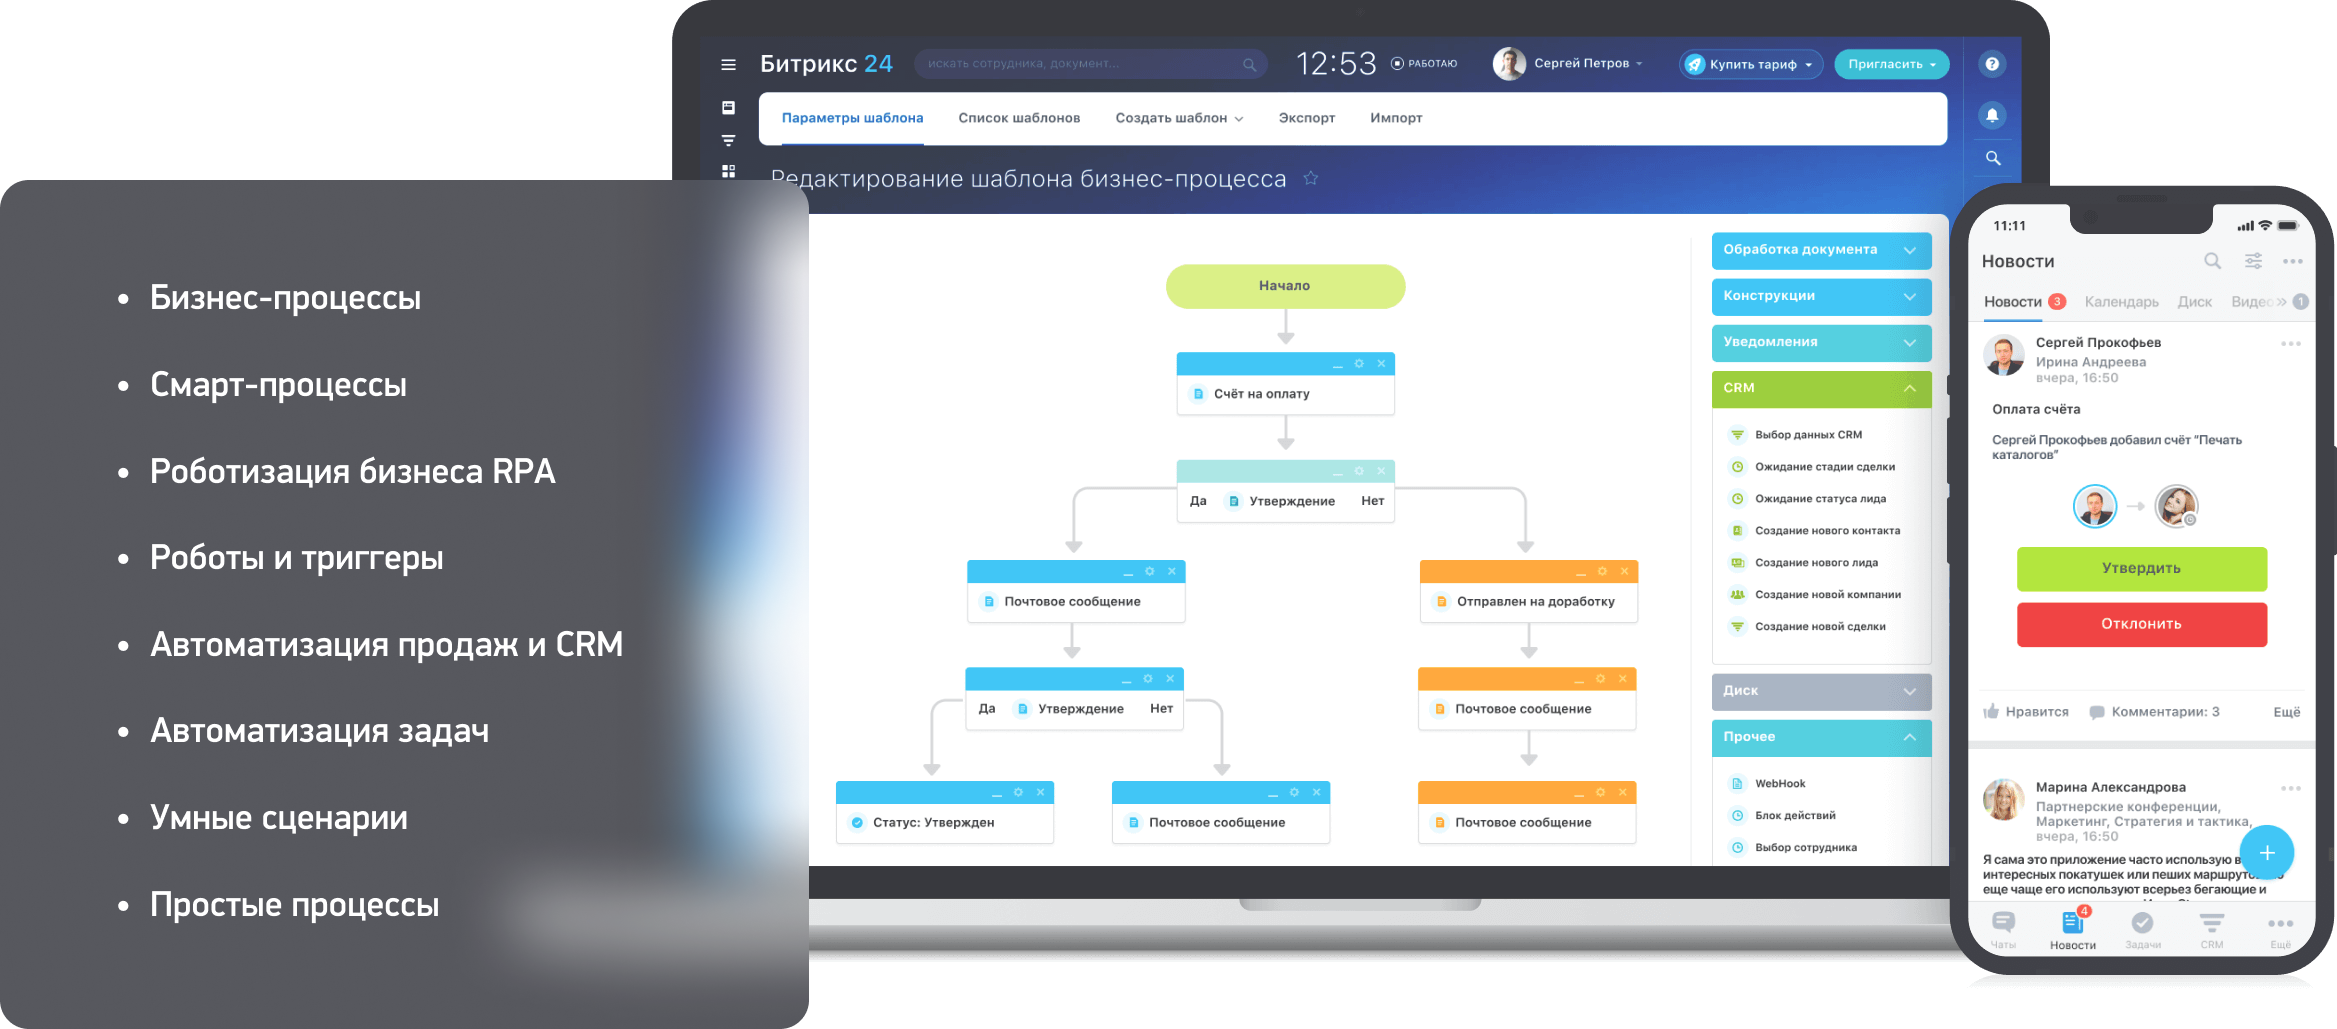 Бизнес-процессы
Смарт-процессы
Роботизация бизнеса RPA
Роботы и триггеры
Автоматизация продаж и CRM
Автоматизация задач
Умные сценарии
Простые процессы
Битрикс 24
искать сотрудника, документ...
12:53
РАБОТАЮ
Сергей Петров
Купить тариф
Пригласить
Параметры шаблона
Список шаблонов
Создать шаблон
Экспорт
Импорт
Редактирование шаблона бизнес-процесса
Начало
Счёт на оплату
Да Утверждение Нет
Почтовое сообщение
Отправлен на доработку
Да Утверждение Нет
Почтовое сообщение
Статус: Утвержден
Почтовое сообщение
Почтовое сообщение
Обработка документа
Конструкции
Уведомления
CRM
Выбор данных CRM
Ожидание стадии сделки
Ожидание статуса лида
Создание нового контакта
Создание нового лида
Создание новой компании
Создание новой сделки
Диск
Прочее
WebHook
Блок действий
Выбор сотрудника
11:11
Новости
Новости 3 Календарь Диск Видео 1
Сергей Прокофьев
Ирина Андреева
вчера, 16:50
Оплата счёта
Сергей Прокофьев добавил счёт “Печать
каталогов”
Утвердить
Отклонить
Нравится Комментарии: 3 Ещё
Марина Александрова
Партнерские конференции,
Маркетинг, Стратегия и тактика,
вчера, 16:50
Я сама это приложение часто использую в
интересных покатушек или пеших
еще чаще его используют всерьез бегающие и
4
Чаты Новости Задачи CRM Ещё